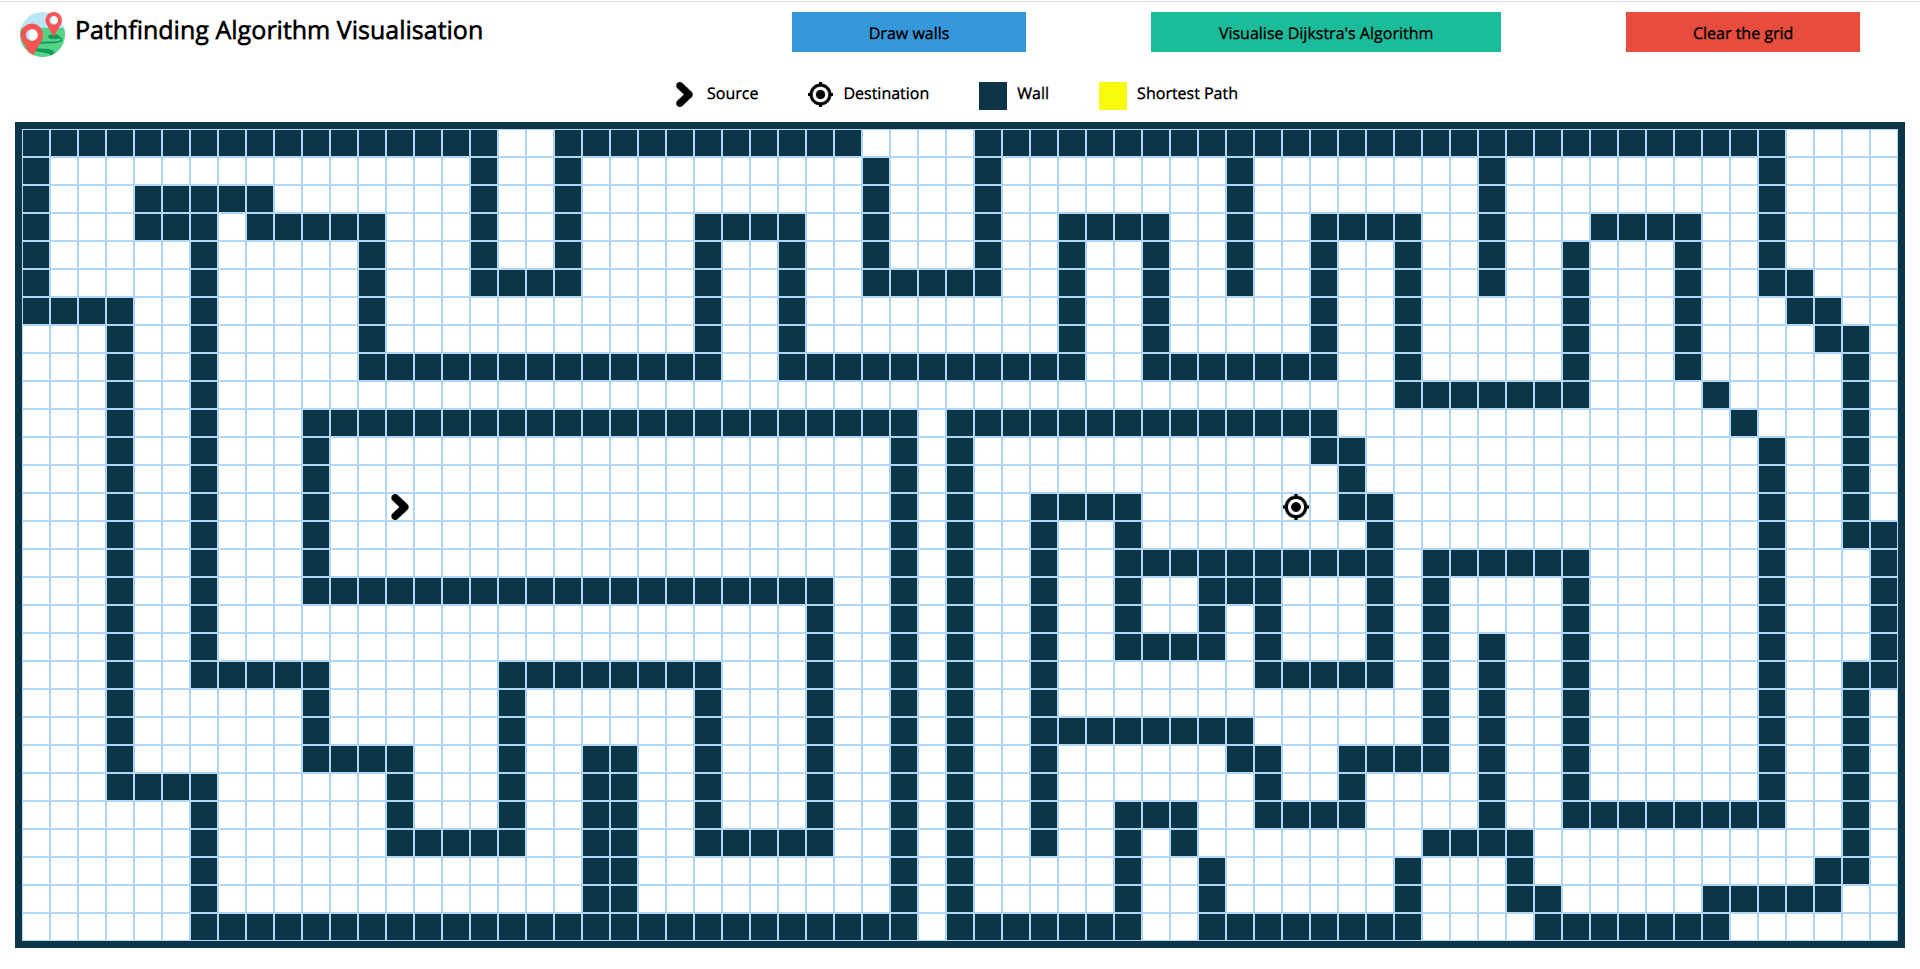 Pathfinding Algorithm Visualisation
Draw walls
Visualise Dijkstra's Algorithm
Clear the grid
Source
Destination
Wall
Shortest Path